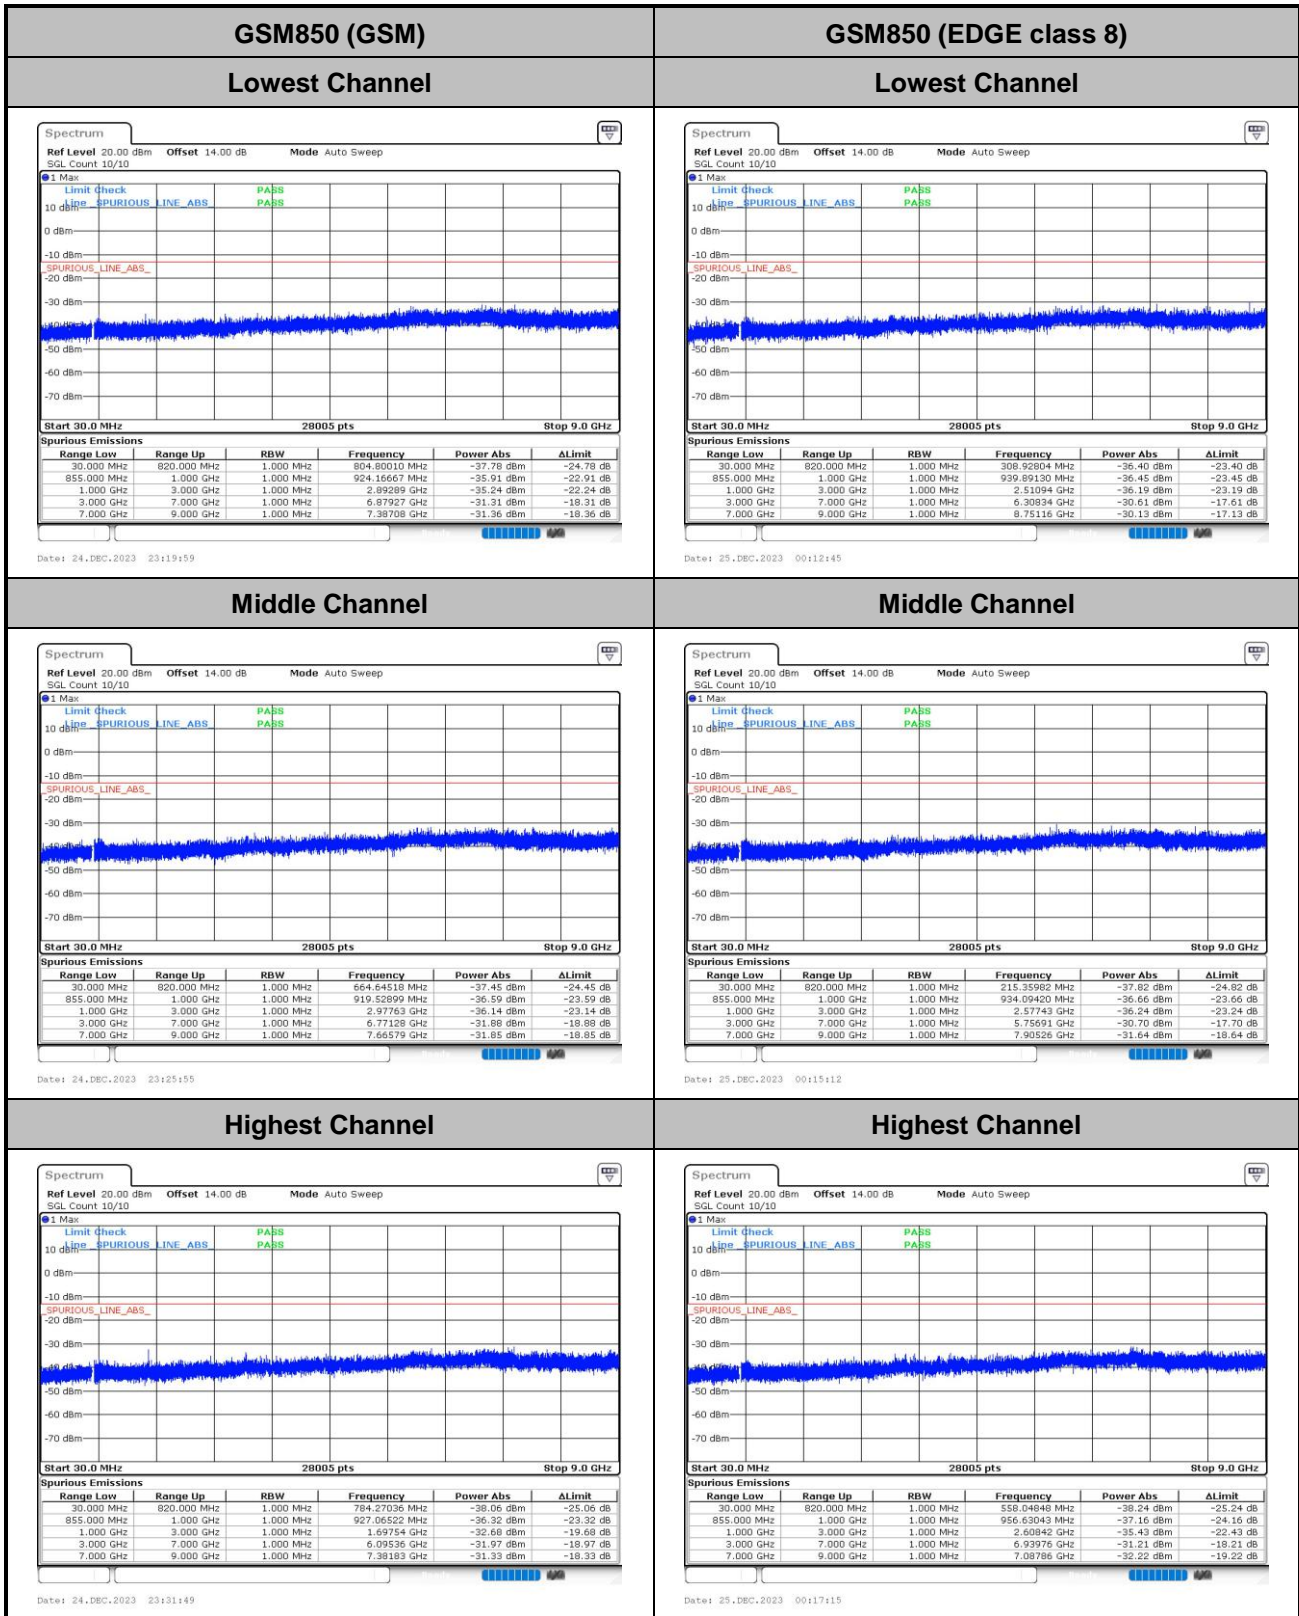 GSM850 (GSM)
GSM850 (EDGE class 8)
Lowest Channel
Lowest Channel
Spectrum
Ref Level 20.00 dBm Offset 14.00 dB Mode Auto Sweep
SGL Count 10/10
1 Max
Limit Check PASS
10 dBm Line _SPURIOUS_LINE_ABS_ PASS
0 dBm
-10 dBm
_SPURIOUS_LINE_ABS_
-20 dBm
-30 dBm
-50 dBm
-60 dBm
-70 dBm
Start 30.0 MHz 28005 pts Stop 9.0 GHz
Spurious Emissions
Range Low Range Up RBW Frequency Power Abs ΔLimit
30.000 MHz 820.000 MHz 1.000 MHz 804.80010 MHz -37.78 dBm -24.78 dB
855.000 MHz 1.000 GHz 1.000 MHz 924.16667 MHz -35.91 dBm -22.91 dB
1.000 GHz 3.000 GHz 1.000 MHz 2.89289 GHz -35.24 dBm -22.24 dB
3.000 GHz 7.000 GHz 1.000 MHz 6.87927 GHz -31.31 dBm -18.31 dB
7.000 GHz 9.000 GHz 1.000 MHz 7.38708 GHz -31.36 dBm -18.36 dB
Date: 24.DEC.2023 23:19:59
Spectrum
Ref Level 20.00 dBm Offset 14.00 dB Mode Auto Sweep
SGL Count 10/10
1 Max
Limit Check PASS
10 dBm Line _SPURIOUS_LINE_ABS_ PASS
0 dBm
-10 dBm
_SPURIOUS_LINE_ABS_
-20 dBm
-30 dBm
-50 dBm
-60 dBm
-70 dBm
Start 30.0 MHz 28005 pts Stop 9.0 GHz
Spurious Emissions
Range Low Range Up RBW Frequency Power Abs ΔLimit
30.000 MHz 820.000 MHz 1.000 MHz 308.92804 MHz -36.40 dBm -23.40 dB
855.000 MHz 1.000 GHz 1.000 MHz 939.89130 MHz -36.45 dBm -23.45 dB
1.000 GHz 3.000 GHz 1.000 MHz 2.51094 GHz -36.19 dBm -23.19 dB
3.000 GHz 7.000 GHz 1.000 MHz 6.30834 GHz -30.61 dBm -17.61 dB
7.000 GHz 9.000 GHz 1.000 MHz 8.75116 GHz -30.13 dBm -17.13 dB
Date: 25.DEC.2023 00:12:45
Middle Channel
Middle Channel
Spectrum
Ref Level 20.00 dBm Offset 14.00 dB Mode Auto Sweep
SGL Count 10/10
1 Max
Limit Check PASS
10 dBm Line _SPURIOUS_LINE_ABS_ PASS
0 dBm
-10 dBm
_SPURIOUS_LINE_ABS_
-20 dBm
-30 dBm
-50 dBm
-60 dBm
-70 dBm
Start 30.0 MHz 28005 pts Stop 9.0 GHz
Spurious Emissions
Range Low Range Up RBW Frequency Power Abs ΔLimit
30.000 MHz 820.000 MHz 1.000 MHz 664.64518 MHz -37.45 dBm -24.45 dB
855.000 MHz 1.000 GHz 1.000 MHz 919.52899 MHz -36.59 dBm -23.59 dB
1.000 GHz 3.000 GHz 1.000 MHz 2.97763 GHz -36.14 dBm -23.14 dB
3.000 GHz 7.000 GHz 1.000 MHz 6.77128 GHz -31.88 dBm -18.88 dB
7.000 GHz 9.000 GHz 1.000 MHz 7.66579 GHz -31.85 dBm -18.85 dB
Date: 24.DEC.2023 23:25:55
Spectrum
Ref Level 20.00 dBm Offset 14.00 dB Mode Auto Sweep
SGL Count 10/10
1 Max
Limit Check PASS
10 dBm Line _SPURIOUS_LINE_ABS_ PASS
0 dBm
-10 dBm
_SPURIOUS_LINE_ABS_
-20 dBm
-30 dBm
-50 dBm
-60 dBm
-70 dBm
Start 30.0 MHz 28005 pts Stop 9.0 GHz
Spurious Emissions
Range Low Range Up RBW Frequency Power Abs ΔLimit
30.000 MHz 820.000 MHz 1.000 MHz 215.35982 MHz -37.82 dBm -24.82 dB
855.000 MHz 1.000 GHz 1.000 MHz 934.09420 MHz -36.66 dBm -23.66 dB
1.000 GHz 3.000 GHz 1.000 MHz 2.57743 GHz -36.24 dBm -23.24 dB
3.000 GHz 7.000 GHz 1.000 MHz 5.75691 GHz -30.70 dBm -17.70 dB
7.000 GHz 9.000 GHz 1.000 MHz 7.90526 GHz -31.64 dBm -18.64 dB
Date: 25.DEC.2023 00:15:12
Highest Channel
Highest Channel
Spectrum
Ref Level 20.00 dBm Offset 14.00 dB Mode Auto Sweep
SGL Count 10/10
1 Max
Limit Check PASS
10 dBm Line _SPURIOUS_LINE_ABS_ PASS
0 dBm
-10 dBm
_SPURIOUS_LINE_ABS_
-20 dBm
-30 dBm
-50 dBm
-60 dBm
-70 dBm
Start 30.0 MHz 28005 pts Stop 9.0 GHz
Spurious Emissions
Range Low Range Up RBW Frequency Power Abs ΔLimit
30.000 MHz 820.000 MHz 1.000 MHz 784.27036 MHz -38.06 dBm -25.06 dB
855.000 MHz 1.000 GHz 1.000 MHz 927.06522 MHz -36.32 dBm -23.32 dB
1.000 GHz 3.000 GHz 1.000 MHz 1.69754 GHz -32.68 dBm -19.68 dB
3.000 GHz 7.000 GHz 1.000 MHz 6.09536 GHz -31.97 dBm -18.97 dB
7.000 GHz 9.000 GHz 1.000 MHz 7.38183 GHz -31.33 dBm -18.33 dB
Date: 24.DEC.2023 23:31:49
Spectrum
Ref Level 20.00 dBm Offset 14.00 dB Mode Auto Sweep
SGL Count 10/10
1 Max
Limit Check PASS
10 dBm Line _SPURIOUS_LINE_ABS_ PASS
0 dBm
-10 dBm
_SPURIOUS_LINE_ABS_
-20 dBm
-30 dBm
-50 dBm
-60 dBm
-70 dBm
Start 30.0 MHz 28005 pts Stop 9.0 GHz
Spurious Emissions
Range Low Range Up RBW Frequency Power Abs ΔLimit
30.000 MHz 820.000 MHz 1.000 MHz 558.04848 MHz -38.24 dBm -25.24 dB
855.000 MHz 1.000 GHz 1.000 MHz 956.63043 MHz -37.16 dBm -24.16 dB
1.000 GHz 3.000 GHz 1.000 MHz 2.60842 GHz -35.43 dBm -22.43 dB
3.000 GHz 7.000 GHz 1.000 MHz 6.93976 GHz -31.21 dBm -18.21 dB
7.000 GHz 9.000 GHz 1.000 MHz 7.08786 GHz -32.22 dBm -19.22 dB
Date: 25.DEC.2023 00:17:15